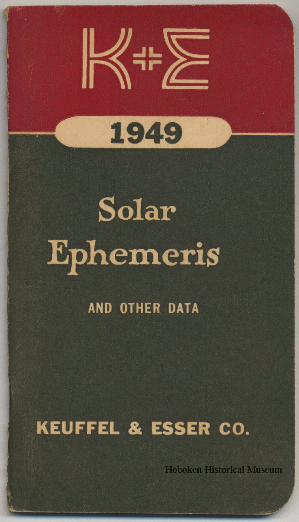 K+E
1949
Solar
Ephemeris
AND OTHER DATA
KEUFFEL & ESSER CO.
Hoboken Historical Museum